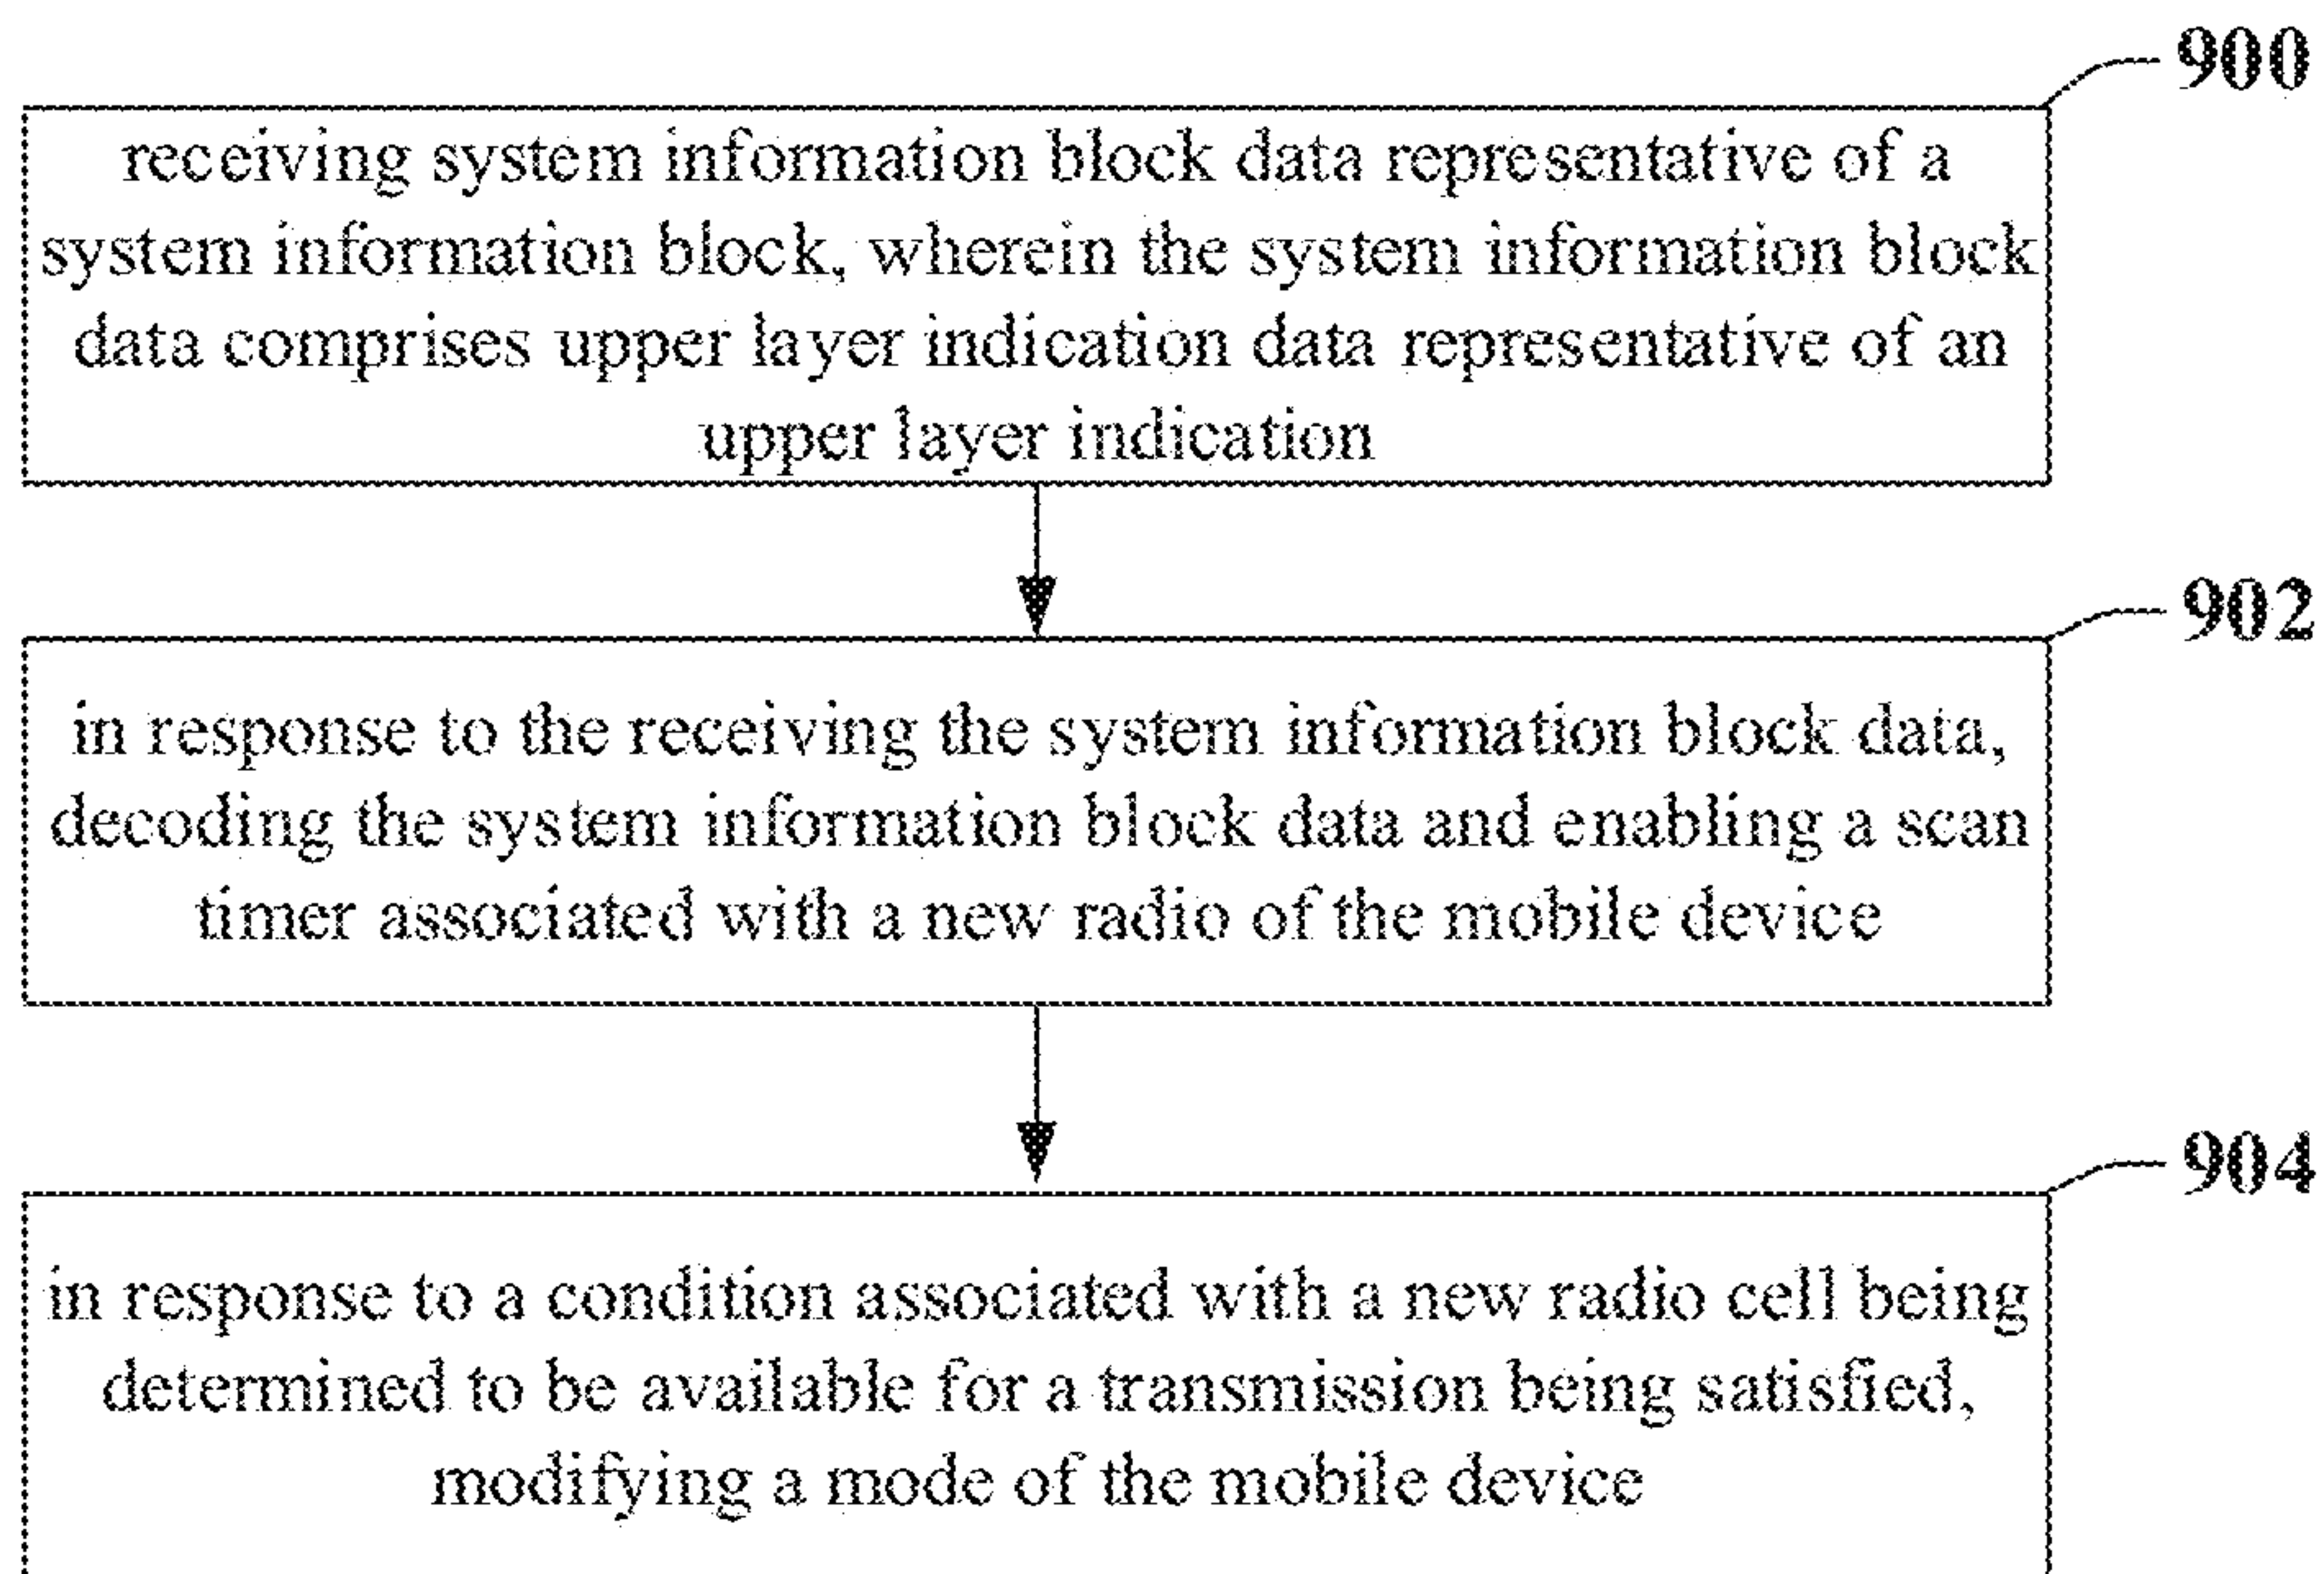 900
receiving system information block data representative of a
system information block, wherein the system information block
data comprises upper layer indication data representative of an
upper layer indication
902
in response to the receiving the system information block data,
decoding the system information block data and enabling a scan
timer associated with a new radio of the mobile device
904
in response to a condition associated with a new radio cell being
determined to be available for a transmission being satisfied,
modifying a mode of the mobile device